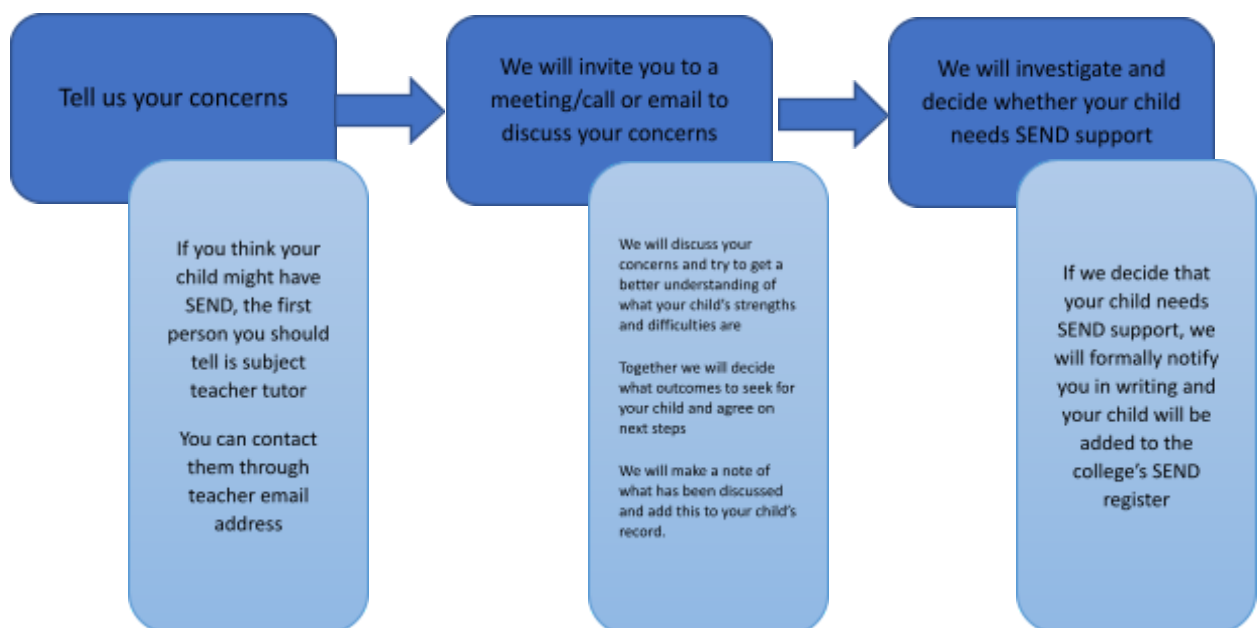 Tell us your concerns
We will invite you to a
meeting/call or email to
discuss your concerns
We will investigate and
decide whether your child
needs SEND support
If you think your
child might have
SEND, the first
person you should
tell is subject
teacher tutor
You can contact
them through
teacher email
address
We will discuss your
concerns and try to get a
better understanding of
what your child's strengths
and difficulties are
Together we will decide
what outcomes to seek for
your child and agree on
next steps
We will make a note of
what has been discussed
and add this to your child's
record.
If we decide that
your child needs
SEND support, we
will formally notify
you in writing and
your child will be
added to the
college's SEND
register